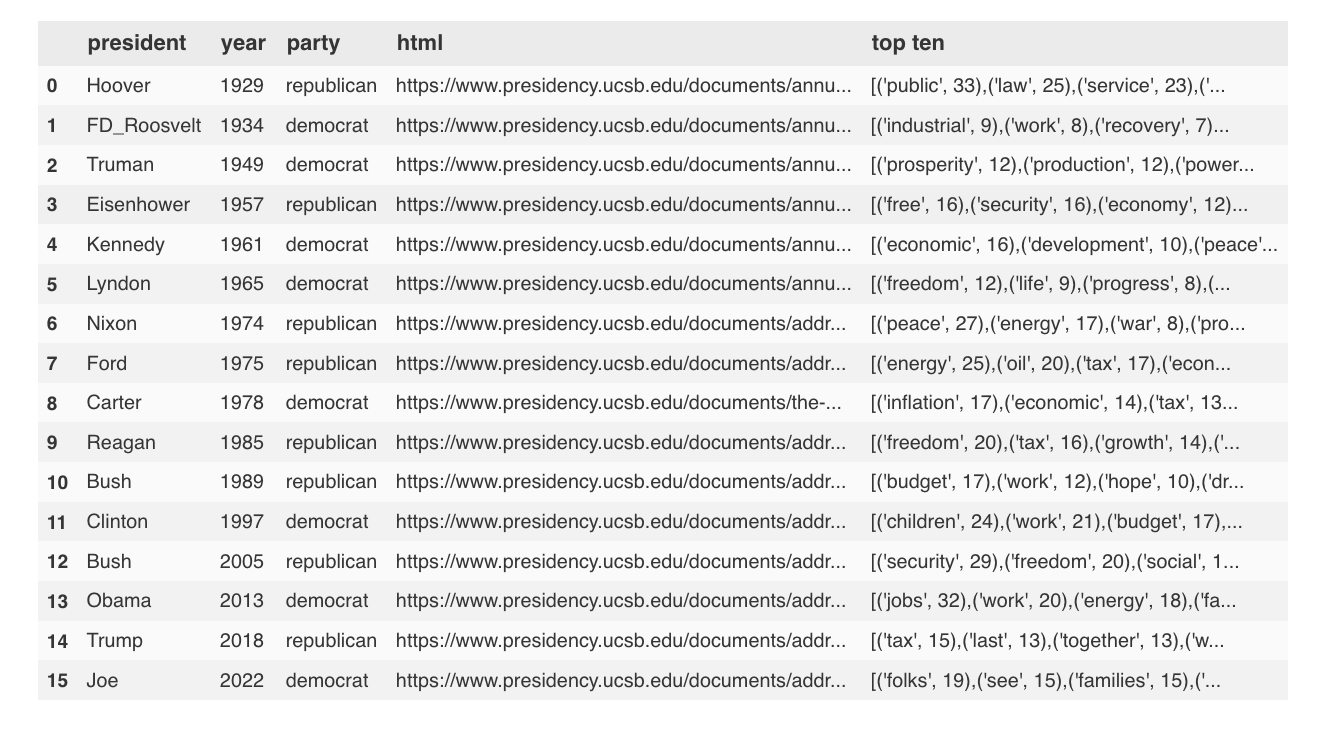 president year party html top ten
0 Hoover 1929 republican https://www.presidency.ucsb.edu/documents/annu... [('public', 33),('law', 25),('service', 23),('...
1 FD_Roosvelt 1934 democrat https://www.presidency.ucsb.edu/documents/annu... [('industrial', 9),('work', 8),('recovery', 7)...
2 Truman 1949 democrat https://www.presidency.ucsb.edu/documents/annu... [('prosperity', 12),('production', 12),('power...
3 Eisenhower 1957 republican https://www.presidency.ucsb.edu/documents/annu... [('free', 16),('security', 16),('economy', 12)...
4 Kennedy 1961 democrat https://www.presidency.ucsb.edu/documents/annu... [('economic', 16),('development', 10),('peace'...
5 Lyndon 1965 democrat https://www.presidency.ucsb.edu/documents/annu... [('freedom', 12),('life', 9),('progress', 8),(...
6 Nixon 1974 republican https://www.presidency.ucsb.edu/documents/addr... [('peace', 27),('energy', 17),('war', 8),('pro...
7 Ford 1975 republican https://www.presidency.ucsb.edu/documents/addr... [('energy', 25),('oil', 20),('tax', 17),('econ...
8 Carter 1978 democrat https://www.presidency.ucsb.edu/documents/the-... [('inflation', 17),('economic', 14),('tax', 13...
9 Reagan 1985 republican https://www.presidency.ucsb.edu/documents/addr... [('freedom', 20),('tax', 16),('growth', 14),('...
10 Bush 1989 republican https://www.presidency.ucsb.edu/documents/addr... [('budget', 17),('work', 12),('hope', 10),('dr...
11 Clinton 1997 democrat https://www.presidency.ucsb.edu/documents/addr... [('children', 24),('work', 21),('budget', 17),...
12 Bush 2005 republican https://www.presidency.ucsb.edu/documents/addr... [('security', 29),('freedom', 20),('social', 1...
13 Obama 2013 democrat https://www.presidency.ucsb.edu/documents/addr... [('jobs', 32),('work', 20),('energy', 18),('fa...
14 Trump 2018 republican https://www.presidency.ucsb.edu/documents/addr... [('tax', 15),('last', 13),('together', 13),('w...
15 Joe 2022 democrat https://www.presidency.ucsb.edu/documents/addr... [('folks', 19),('see', 15),('families', 15),('...